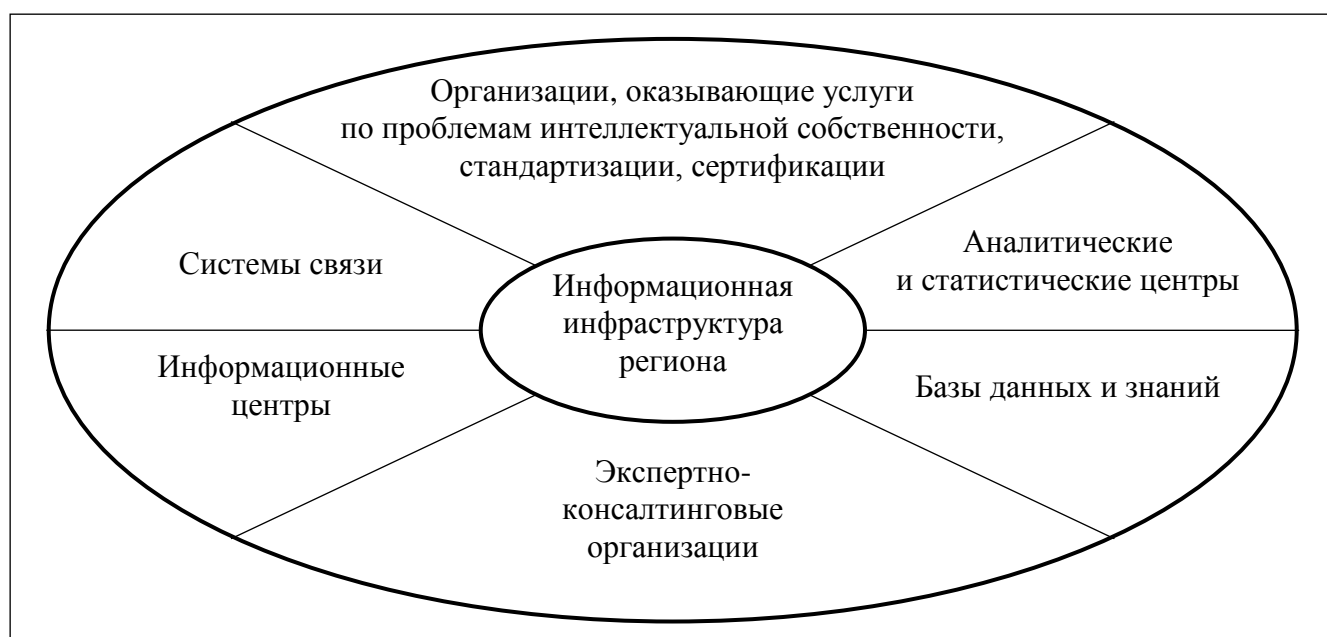 Организации, оказывающие услуги
по проблемам интеллектуальной собственности,
стандартизации, сертификации
Системы связи
Аналитические
и статистические центры
Информационная
инфраструктура
региона
Информационные
центры
Базы данных и знаний
Экспертно-
консалтинговые
организации